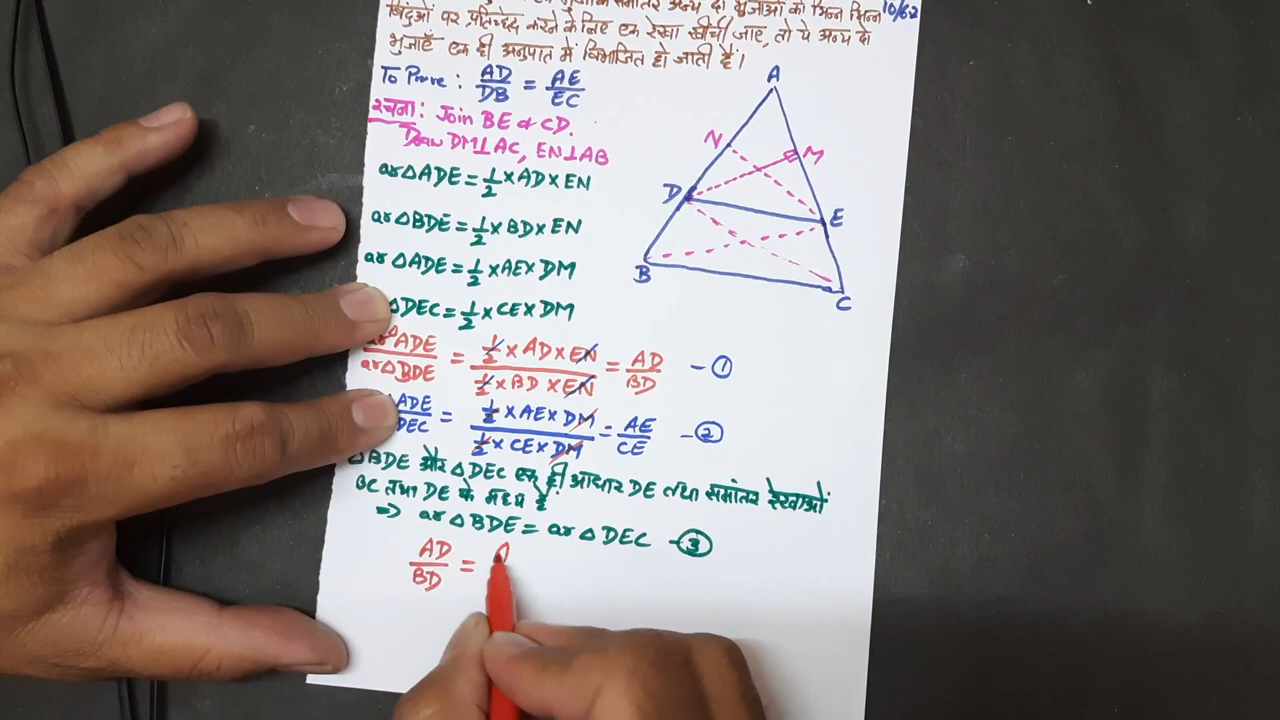 के समांतर अन्य दो भुजाओं को भिन्न भिन्न 10/62
बिंदुओं पर प्रतिच्छेद करने के लिए एक रेखा खींची जाए, तो ये अन्य दो
भुजाएँ एक ही अनुपात में विभाजित हो जाती हैं।
To Prove : AD/DB = AE/EC
रचना: Join BE & CD.
Draw DM⊥AC, EN⊥AB
ar△ADE = 1/2 × AD × EN
ar△BDE = 1/2 × BD × EN
ar△ADE = 1/2 × AE × DM
△DEC = 1/2 × CE × DM
ar△ADE/ar△BDE = 1/2 × AD × EN / 1/2 × BD × EN = AD/BD - ①
ADE/DEC = 1/2 × AE × DM / 1/2 × CE × DM = AE/CE - ②
△BDE और △DEC एक ही आधार DE तथा समांतर रेखाओं
BC तथा DE के मध्य हैं
⇒ ar△BDE = ar△DEC - ③
AD/BD =
A
N
M
D
E
B
C